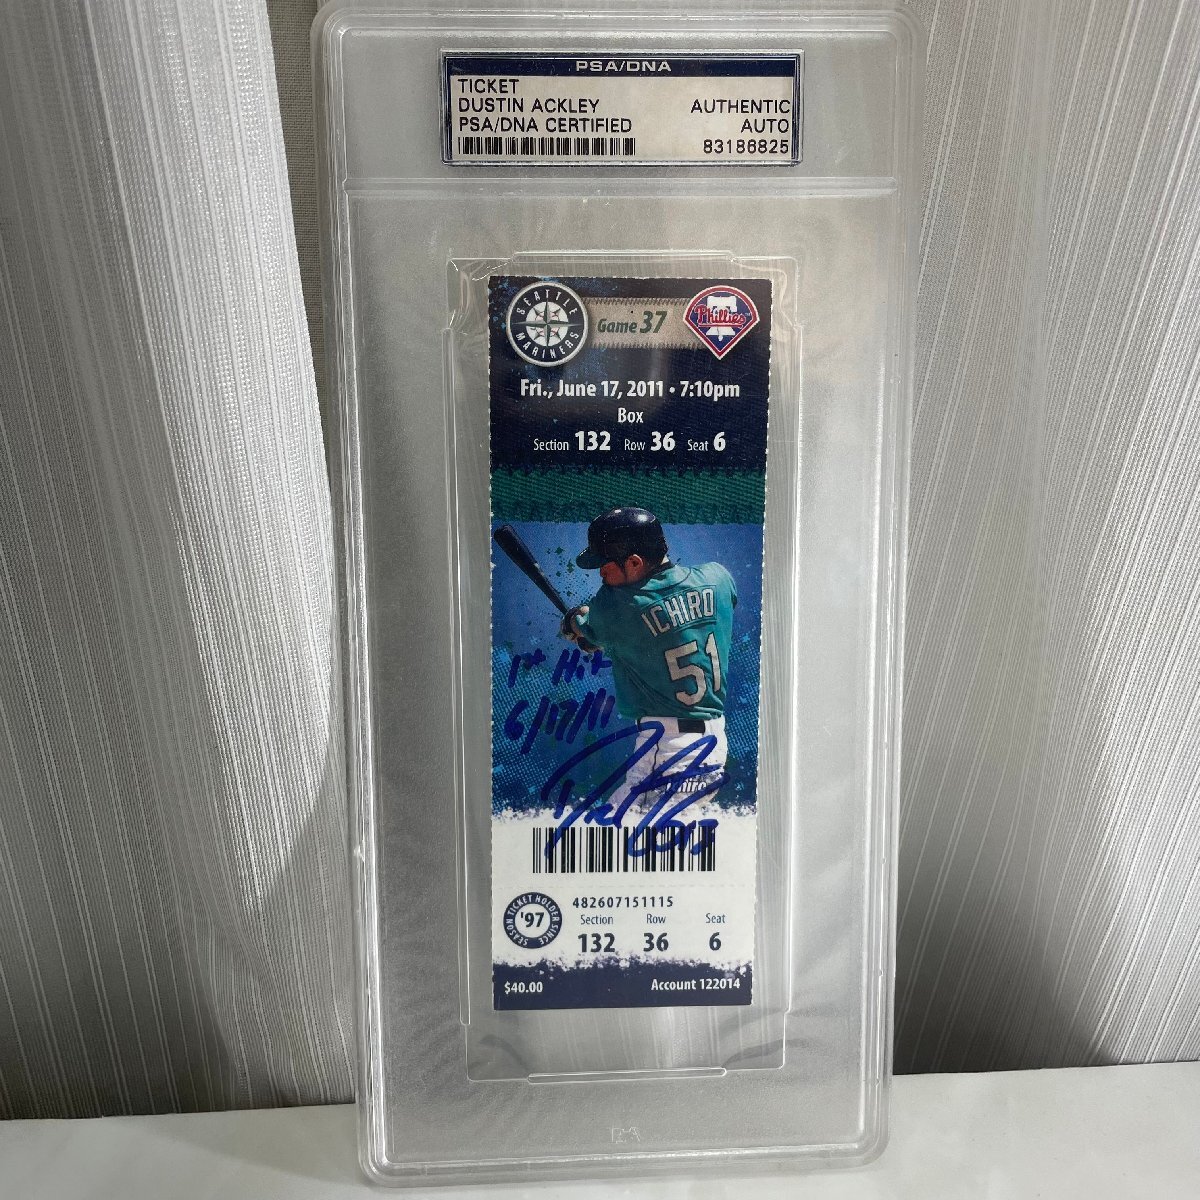 PSA/DNA
TICKET
DUSTIN ACKLEY AUTHENTIC
PSA/DNA CERTIFIED AUTO
83186825
SEATTLE MARINERS
Game 37
Phillies
Fri., June 17, 2011 • 7:10pm
Box
Section 132 Row 36 Seat 6
ICHIRO
51
1st Hit
6/17/11
#13
482607151115
SEASON TICKET HOLDER SINCE '97
Section Row Seat
132 36 6
$40.00 Account 122014